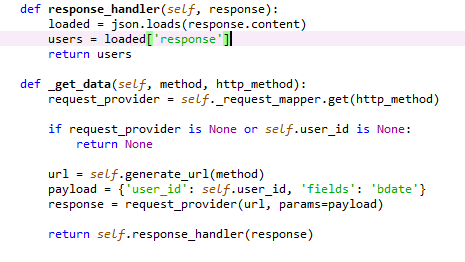 def response_handler(self, response):
    loaded = json.loads(response.content)
    users = loaded['response']
    return users

def _get_data(self, method, http_method):
    request_provider = self._request_mapper.get(http_method)

    if request_provider is None or self.user_id is None:
        return None

    url = self.generate_url(method)
    payload = {'user_id': self.user_id, 'fields': 'bdate'}
    response = request_provider(url, params=payload)

    return self.response_handler(response)